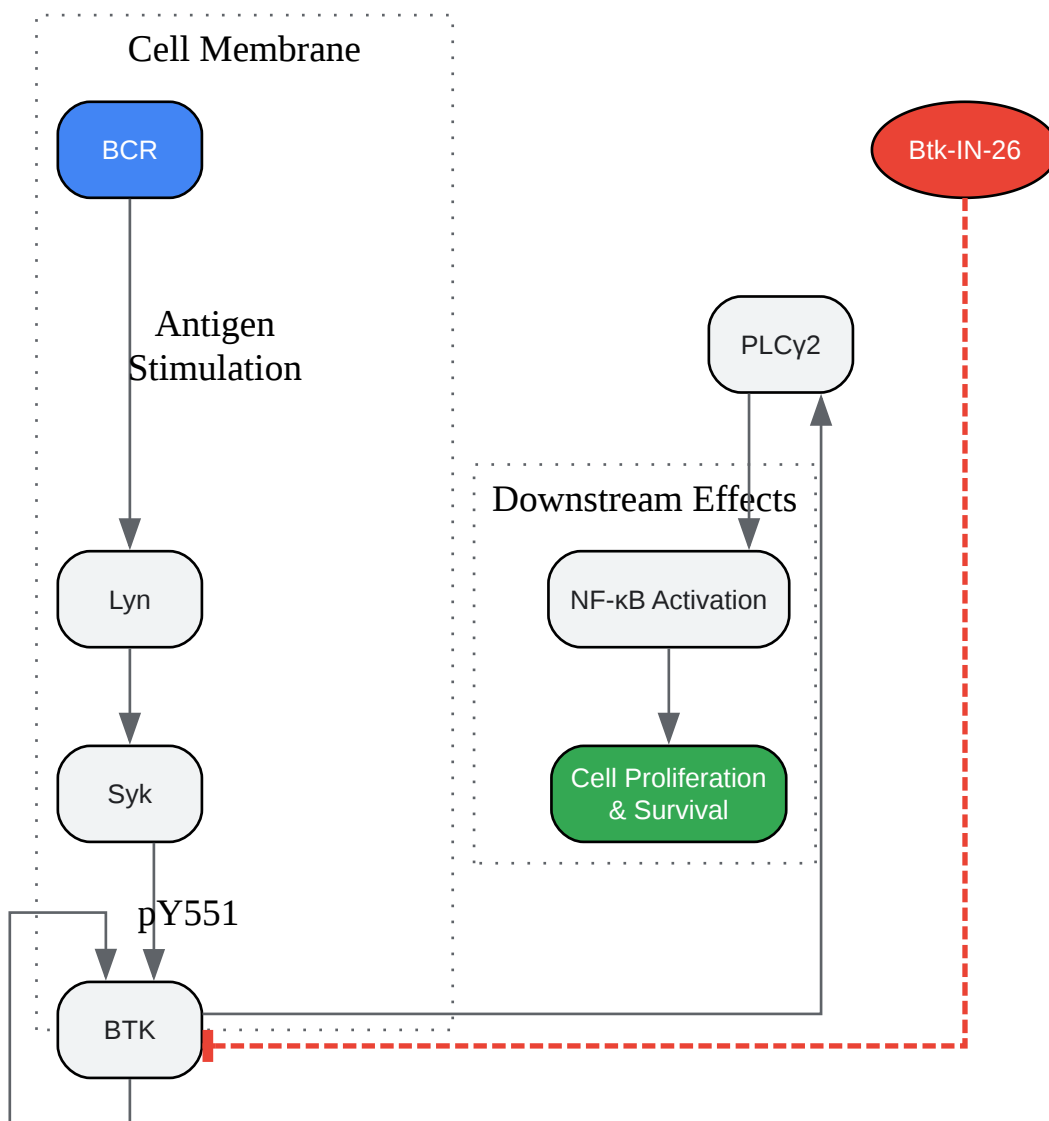 Cell Membrane
BCR
Btk-IN-26
Antigen
Stimulation
PLCγ2
Downstream Effects
Lyn
NF-κB Activation
Syk
Cell Proliferation
& Survival
pY551
BTK